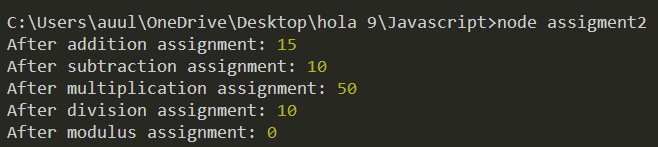 C:\Users\auul\OneDrive\Desktop\hola 9\Javascript>node assigment2
After addition assignment: 15
After subtraction assignment: 10
After multiplication assignment: 50
After division assignment: 10
After modulus assignment: 0